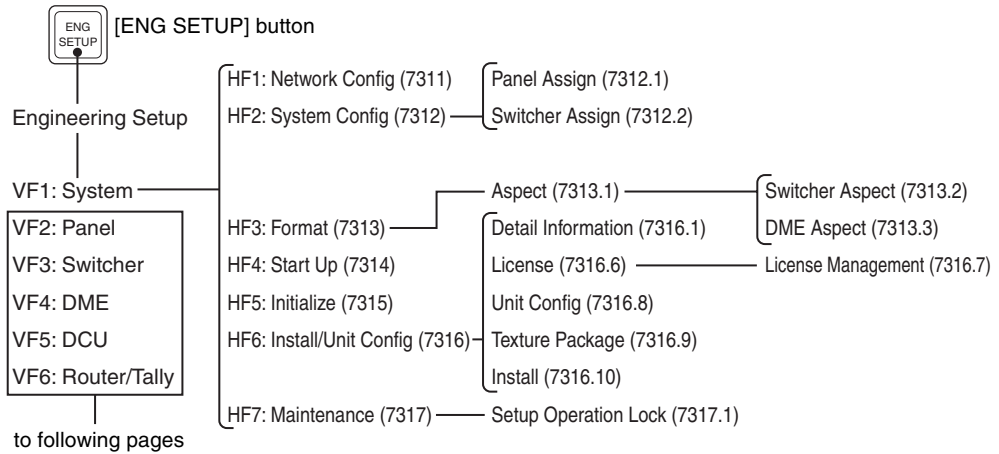 ENG
SETUP
[ENG SETUP] button
HF1: Network Config (7311)
Panel Assign (7312.1)
Engineering Setup
HF2: System Config (7312)
Switcher Assign (7312.2)
VF1: System
Aspect (7313.1)
Switcher Aspect (7313.2)
VF2: Panel
HF3: Format (7313)
Detail Information (7316.1)
DME Aspect (7313.3)
VF3: Switcher
HF4: Start Up (7314)
License (7316.6)
License Management (7316.7)
VF4: DME
HF5: Initialize (7315)
Unit Config (7316.8)
VF5: DCU
HF6: Install/Unit Config (7316)
Texture Package (7316.9)
VF6: Router/Tally
Install (7316.10)
HF7: Maintenance (7317)
Setup Operation Lock (7317.1)
to following pages